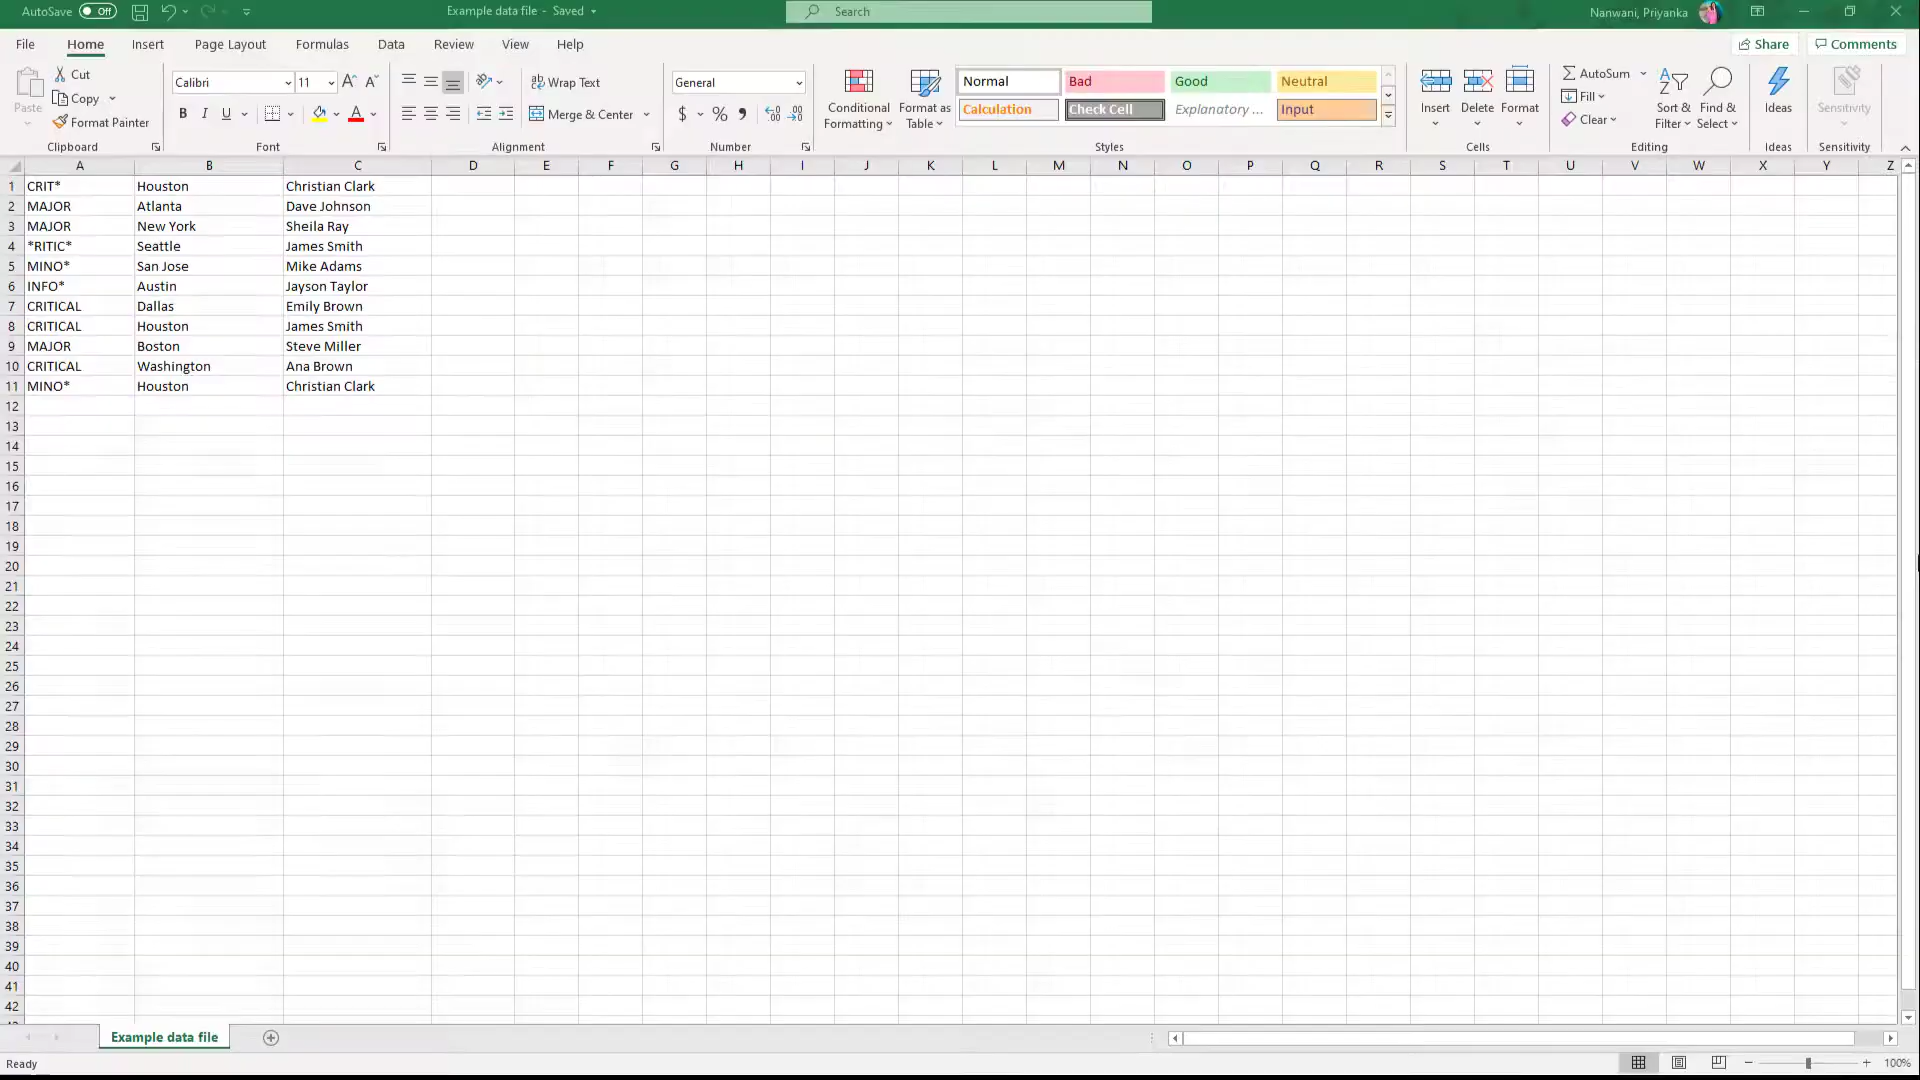 AutoSave Off Example data file - Saved Search Nanwani, Priyanka
File Home Insert Page Layout Formulas Data Review View Help Share Comments
Paste Cut Copy Format Painter Clipboard
Calibri 11 B I U Font
Wrap Text Merge & Center Alignment
General $ % Number
Conditional Formatting Format as Table
Normal Bad Good Neutral
Calculation Check Cell Explanatory ... Input
Styles
Insert Delete Format Cells
AutoSum Fill Clear Sort & Filter Find & Select Editing
Ideas Ideas
Sensitivity Sensitivity
A B C D E F G H I J K L M N O P Q R S T U V W X Y Z
1 CRIT* Houston Christian Clark
2 MAJOR Atlanta Dave Johnson
3 MAJOR New York Sheila Ray
4 *RITIC* Seattle James Smith
5 MINO* San Jose Mike Adams
6 INFO* Austin Jayson Taylor
7 CRITICAL Dallas Emily Brown
8 CRITICAL Houston James Smith
9 MAJOR Boston Steve Miller
10 CRITICAL Washington Ana Brown
11 MINO* Houston Christian Clark
12
13
14
15
16
17
18
19
20
21
22
23
24
25
26
27
28
29
30
31
32
33
34
35
36
37
38
39
40
41
42
Example data file
Ready 100%